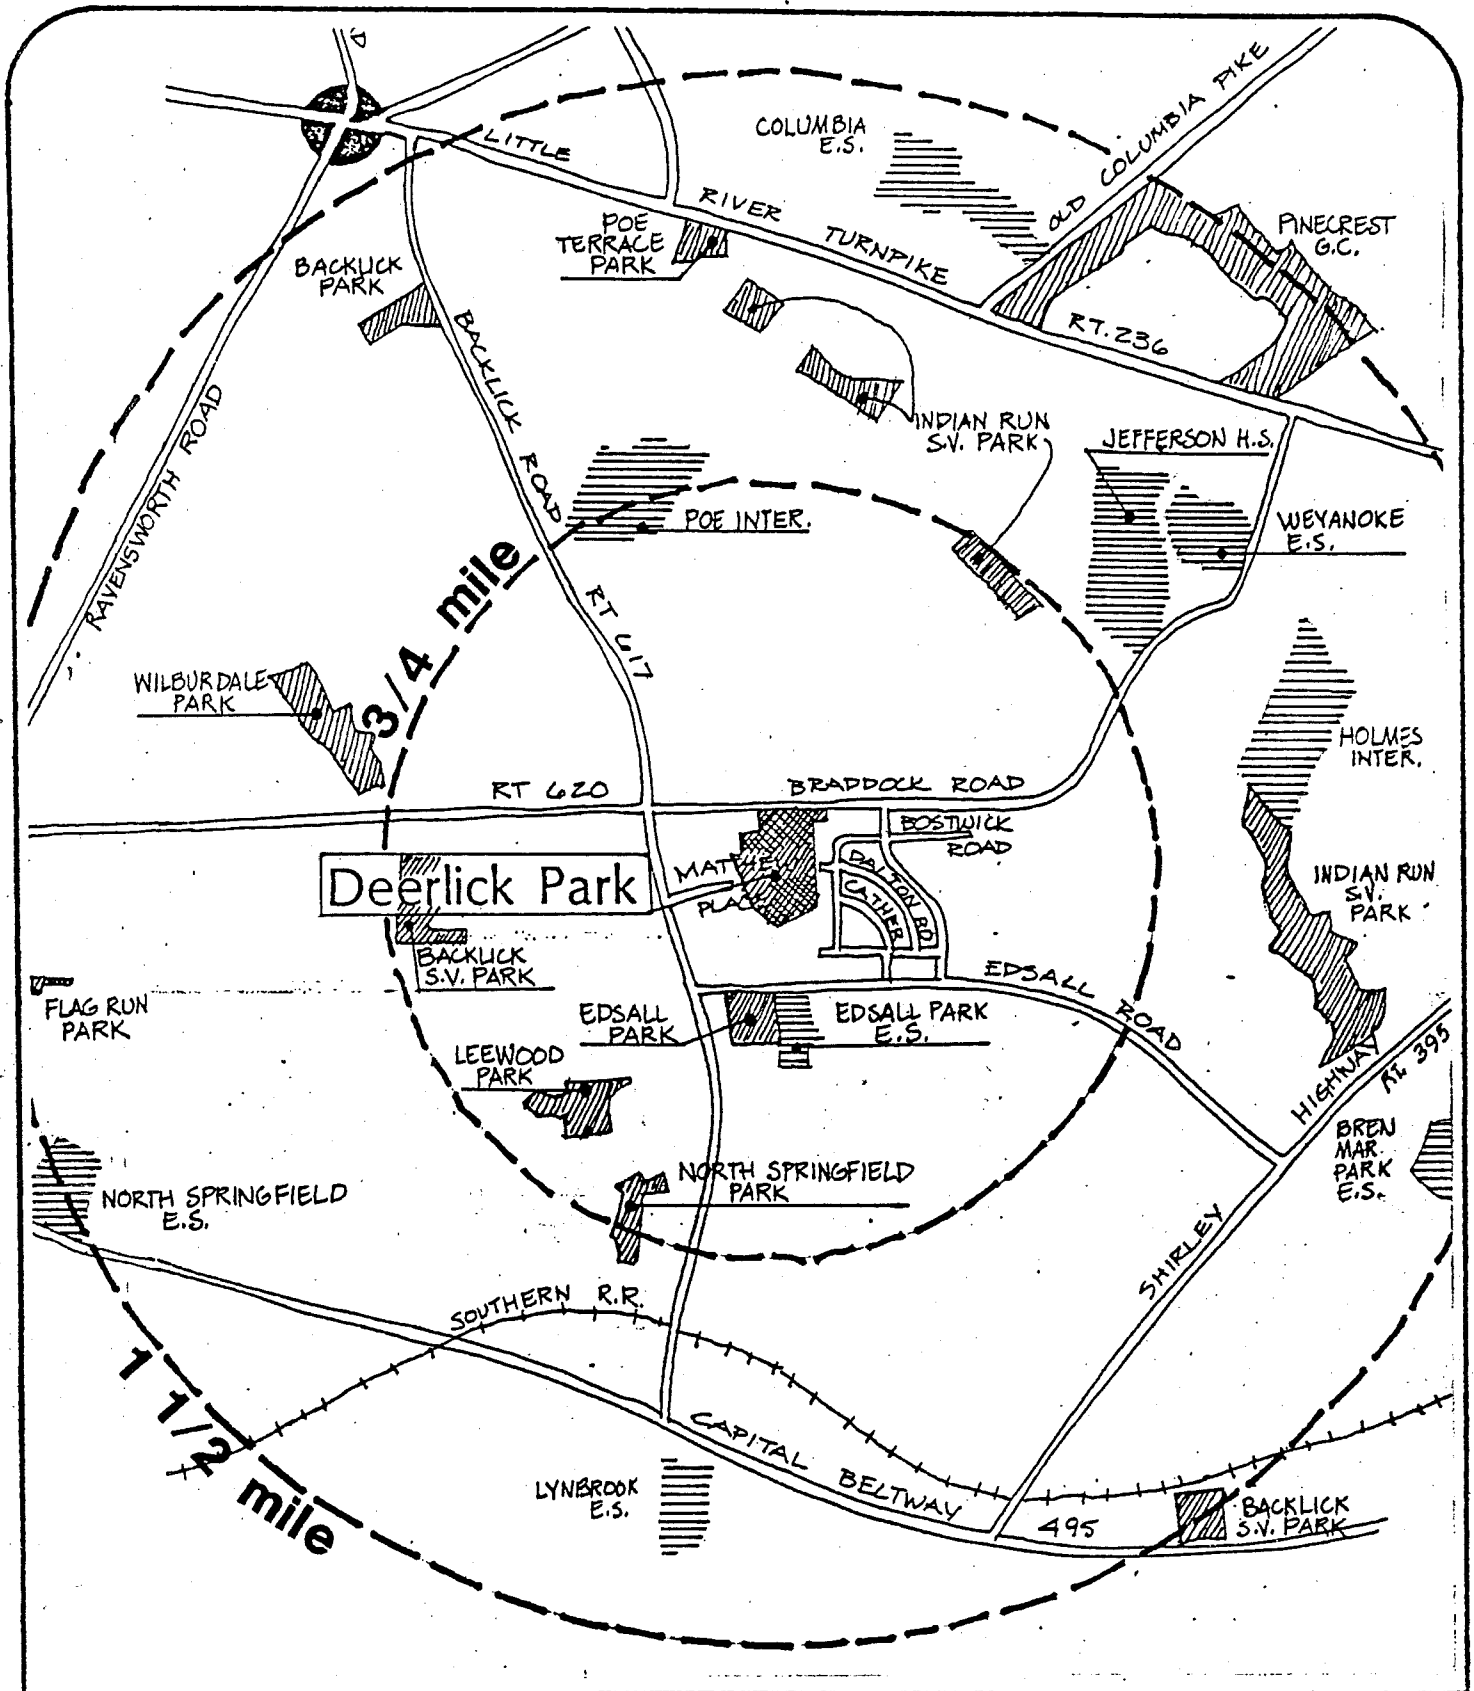 LITTLE
RIVER
TURNPIKE
RT. 236
COLUMBIA
E.S.
OLD COLUMBIA PIKE
PINECREST
G.C.
POE
TERRACE
PARK
BACKLICK
PARK
BACKLICK ROAD
RT 617
RAVENSWORTH ROAD
INDIAN RUN
S.V. PARK
JEFFERSON H.S.
WEYANOKE
E.S.
POE INTER.
3/4 mile
WILBURDALE
PARK
HOLMES
INTER.
RT 620
BRADDOCK ROAD
BOSTWICK
ROAD
DALTON RD
CATHER
Deerlick Park
INDIAN RUN
S.V.
PARK
BACKLICK
S.V. PARK
FLAG RUN
PARK
EDSALL
PARK
EDSALL PARK
E.S.
EDSALL ROAD
LEEWOOD
PARK
SHIRLEY
HIGHWAY
Rt. 395
BREN
MAR
PARK
E.S.
NORTH SPRINGFIELD
PARK
NORTH SPRINGFIELD
E.S.
SOUTHERN R.R.
1 1/2 mile
CAPITAL BELTWAY
495
LYNBROOK
E.S.
BACKLICK
S.V. PARK